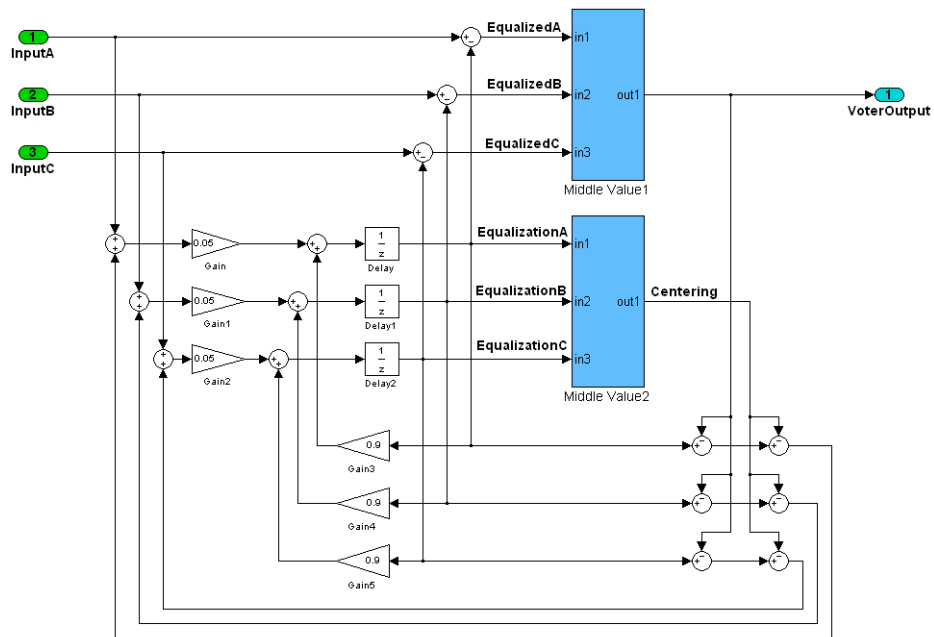 1
InputA
2
InputB
3
InputC
+
-
EqualizedA
+
-
EqualizedB
+
-
EqualizedC
in1
in2
in3
out1
Middle Value1
1
VoterOutput
+
+
0.05
Gain
+
+
1
z
Delay
EqualizationA
+
+
0.05
Gain1
+
+
1
z
Delay1
EqualizationB
+
+
0.05
Gain2
+
+
1
z
Delay2
EqualizationC
in1
in2
in3
out1
Middle Value2
Centering
0.9
Gain3
+
-
+
-
0.9
Gain4
+
-
+
-
0.9
Gain5
+
-
+
-